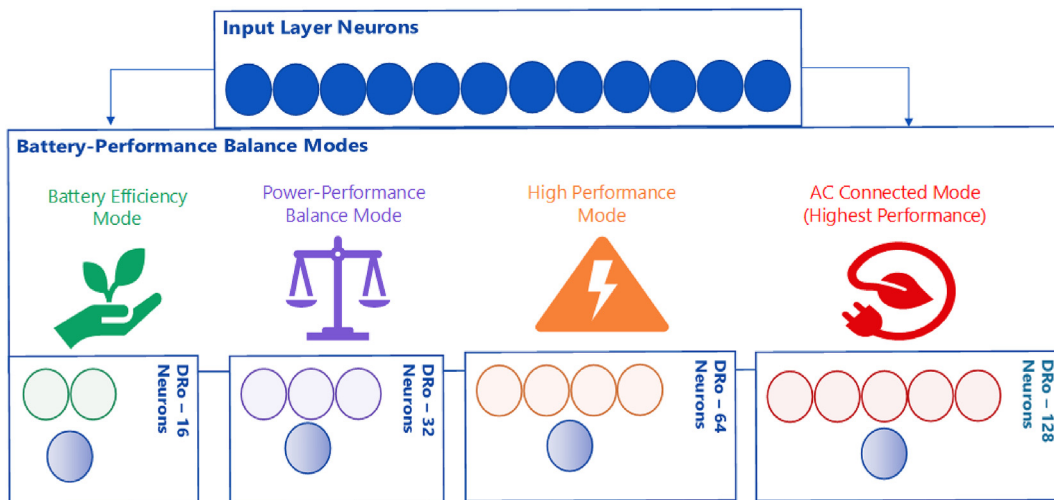 Input Layer Neurons
Battery-Performance Balance Modes
Battery Efficiency
Mode
Power-Performance
Balance Mode
High Performance
Mode
AC Connected Mode
(Highest Performance)
DRo – 16
Neurons
DRo – 32
Neurons
DRo – 64
Neurons
DRo – 128
Neurons